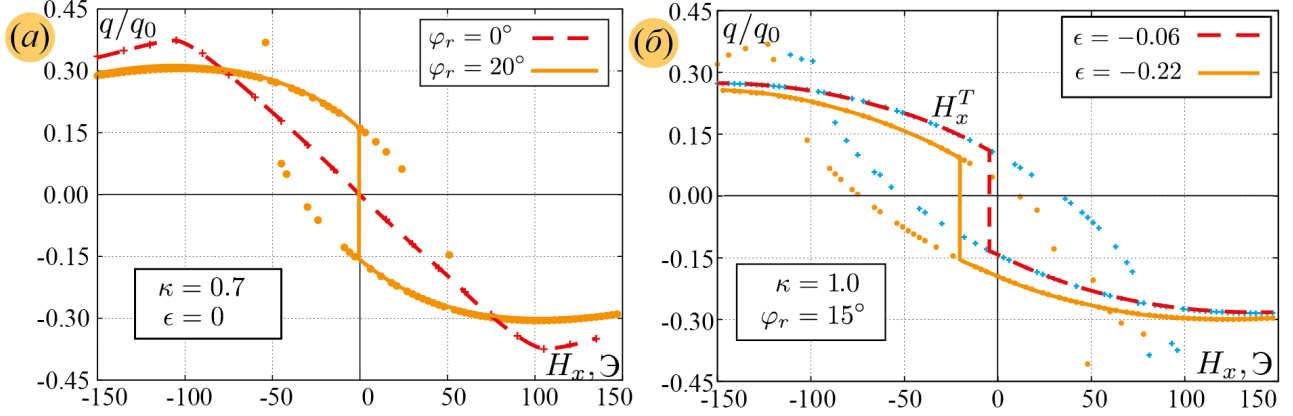 (а)
q/q₀
φᵣ = 0°
φᵣ = 20°
0.45
0.30
0.15
0.00
-0.15
-0.30
-0.45
κ = 0.7
ϵ = 0
Hₓ, Э
-150 -100 -50 0 50 100 150
(б)
q/q₀
ϵ = −0.06
ϵ = −0.22
0.45
0.30
0.15
0.00
-0.15
-0.30
-0.45
Hₓᵀ
κ = 1.0
φᵣ = 15°
Hₓ, Э
-150 -100 -50 0 50 100 150